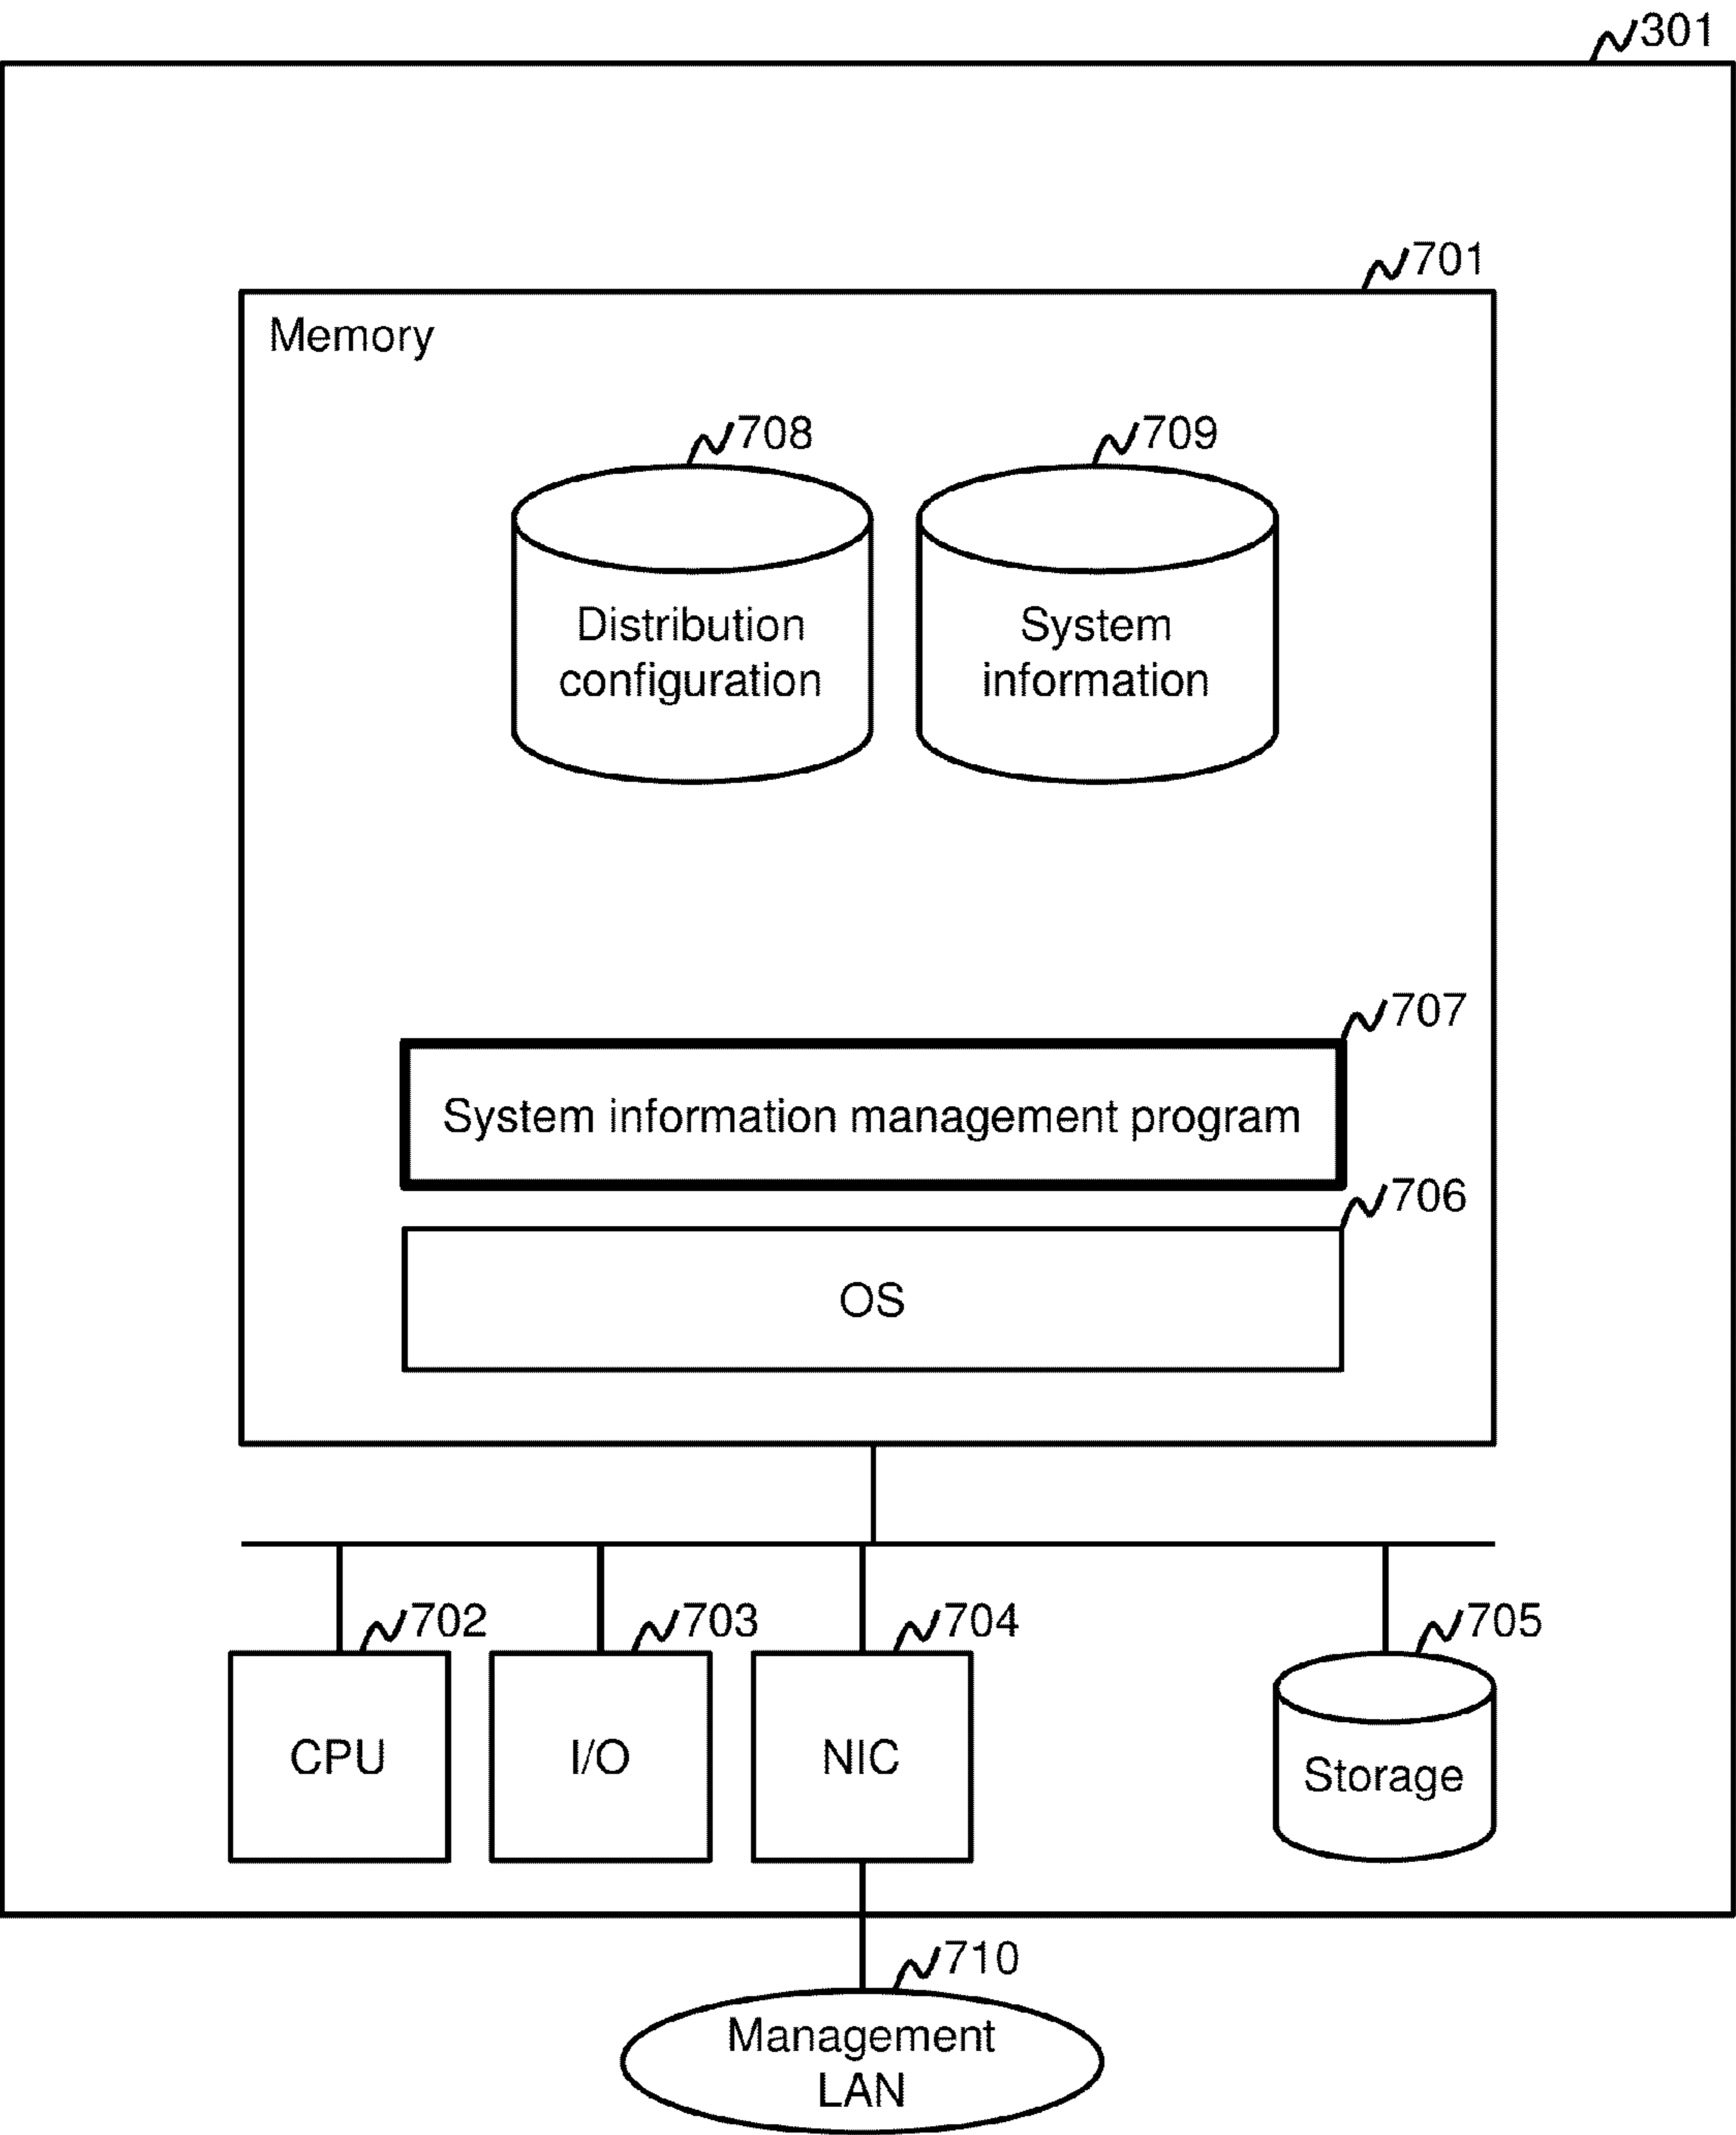 301
701
Memory
708
709
Distribution
configuration
System
information
707
System information management program
706
OS
702
703
704
705
CPU
I/O
NIC
Storage
710
Management
LAN